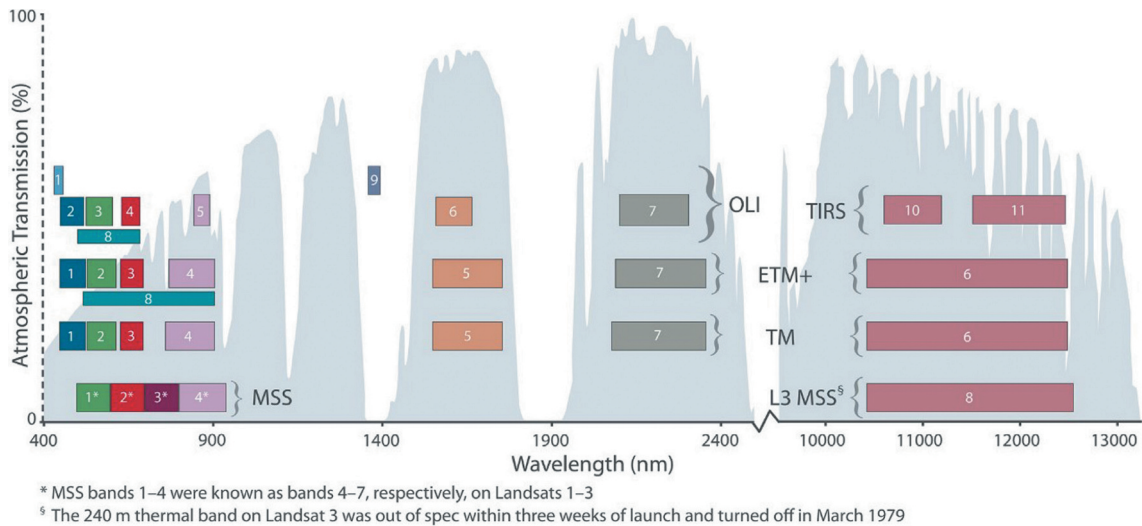 100
Atmospheric Transmission (%)
0
1 9
2 3 4 5 6 7 OLI TIRS 10 11
8
1 2 3 4 5 7 ETM+ 6
8
1 2 3 4 5 7 TM 6
1* 2* 3* 4* MSS L3 MSS§ 8
400 900 1400 1900 2400 10000 11000 12000 13000
Wavelength (nm)
* MSS bands 1–4 were known as bands 4–7, respectively, on Landsats 1–3
§ The 240 m thermal band on Landsat 3 was out of spec within three weeks of launch and turned off in March 1979